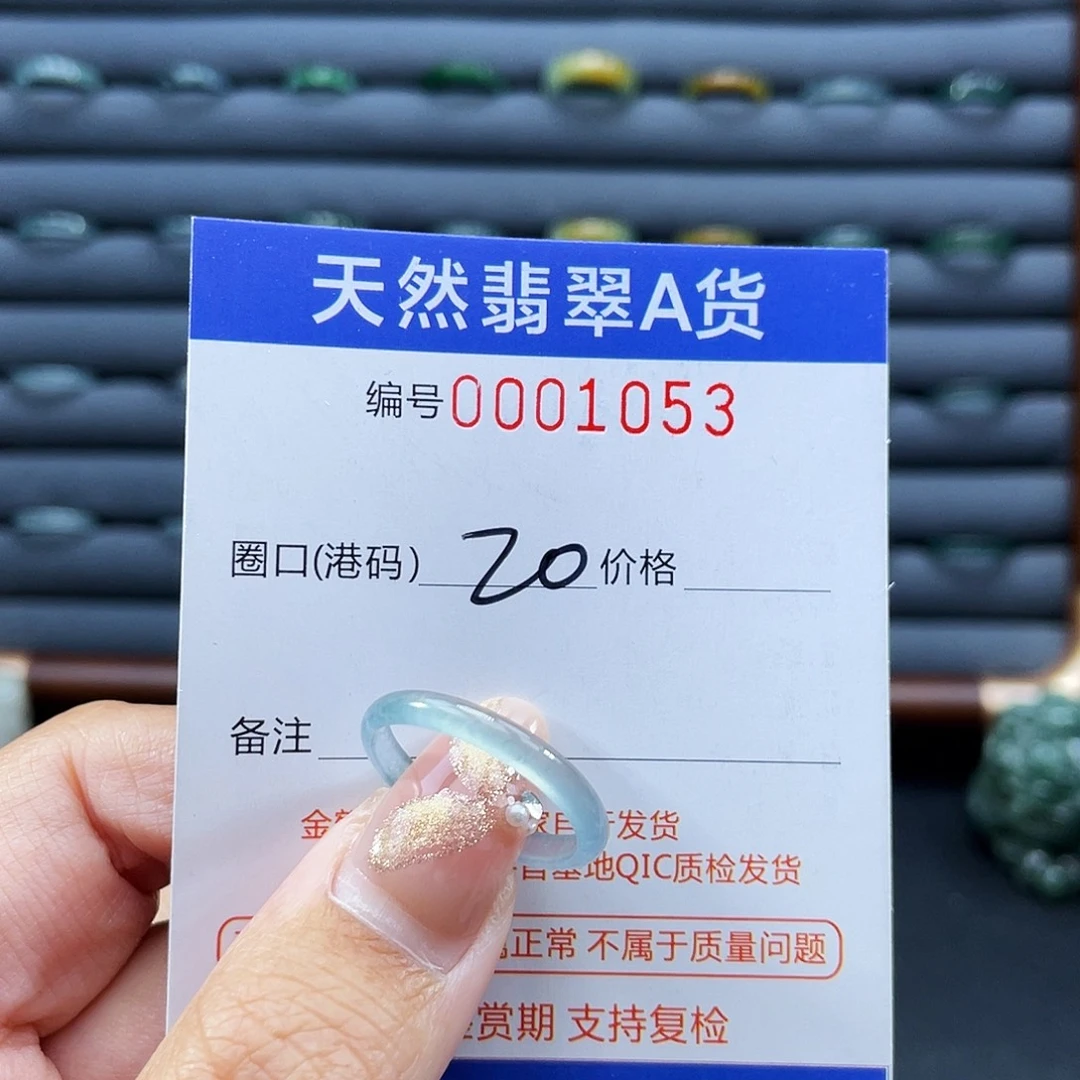 天然翡翠A货
编号0001053
圈口(港码) 20 价格
备注
金 发货
地QIC质检发货
正常 不属于质量问题
赏期 支持复检